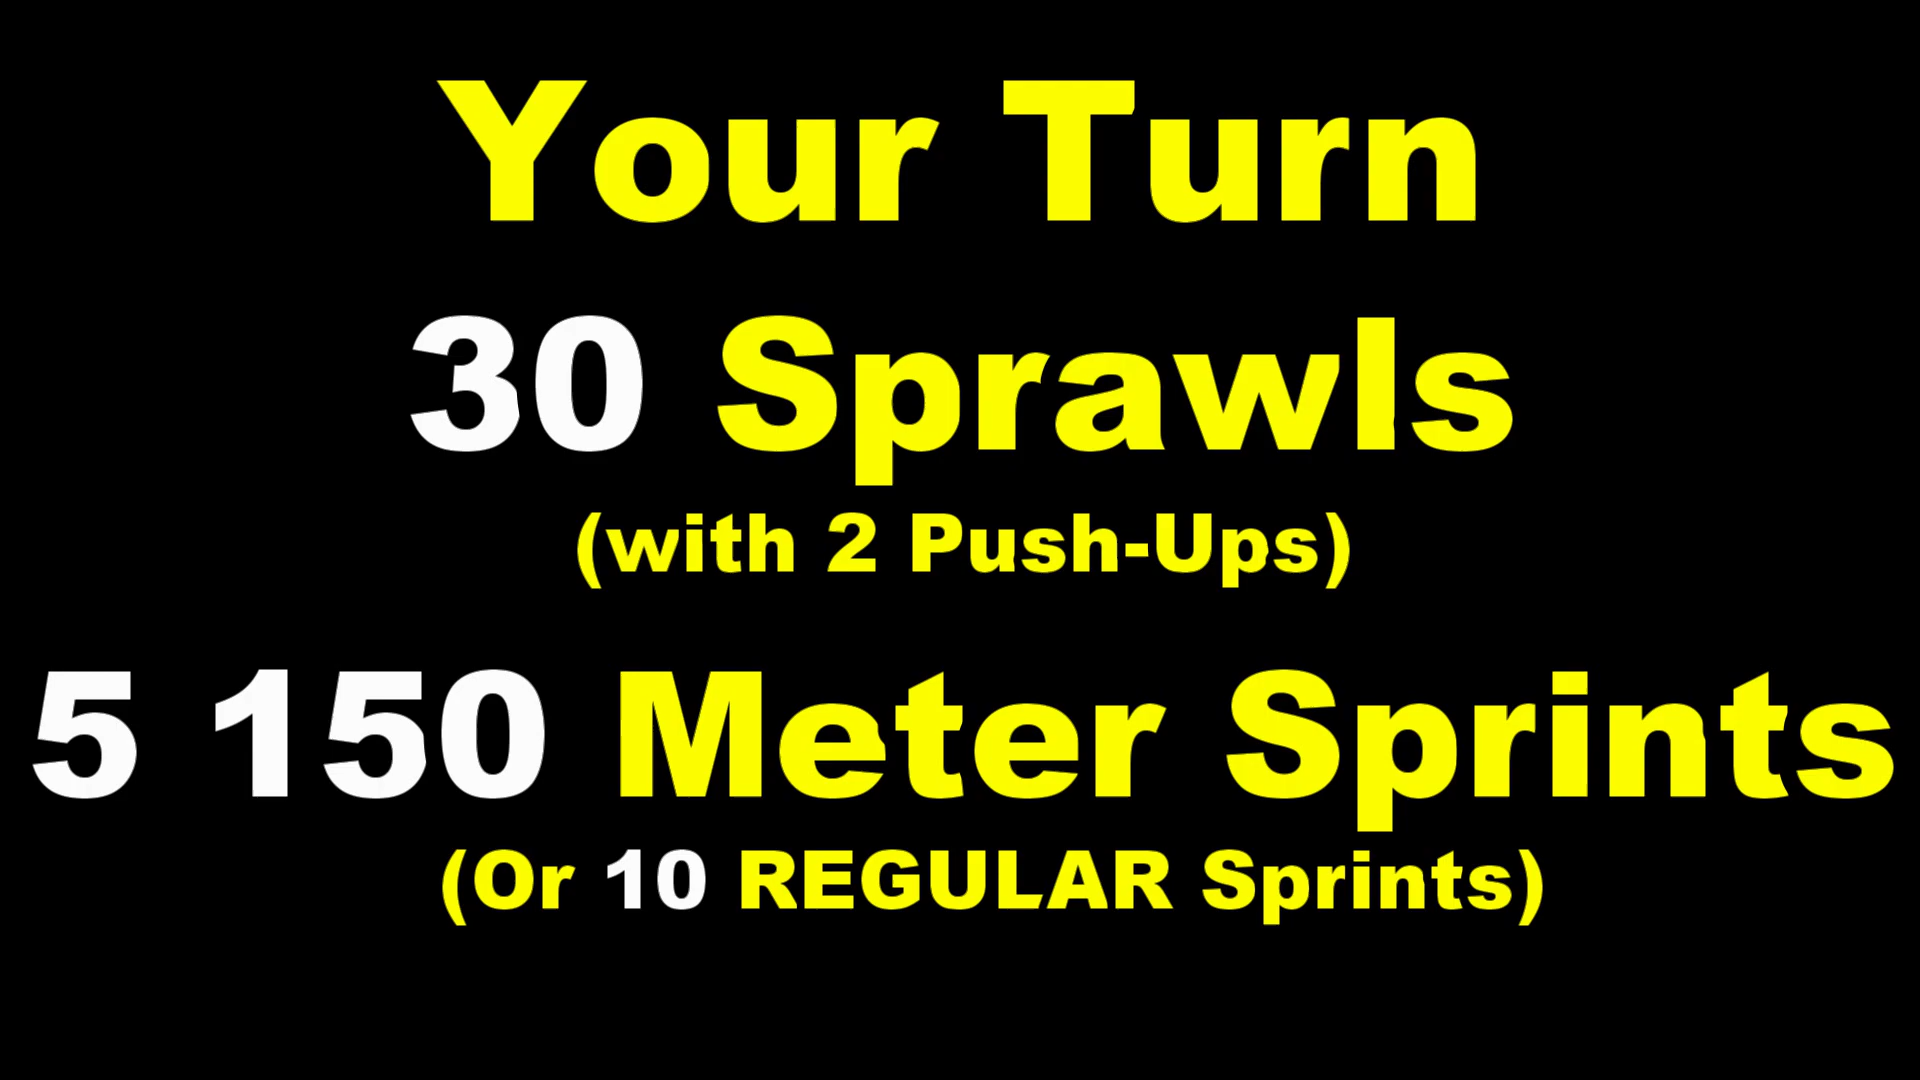 Your Turn
30 Sprawls
(with 2 Push-Ups)
5 150 Meter Sprints
(Or 10 REGULAR Sprints)